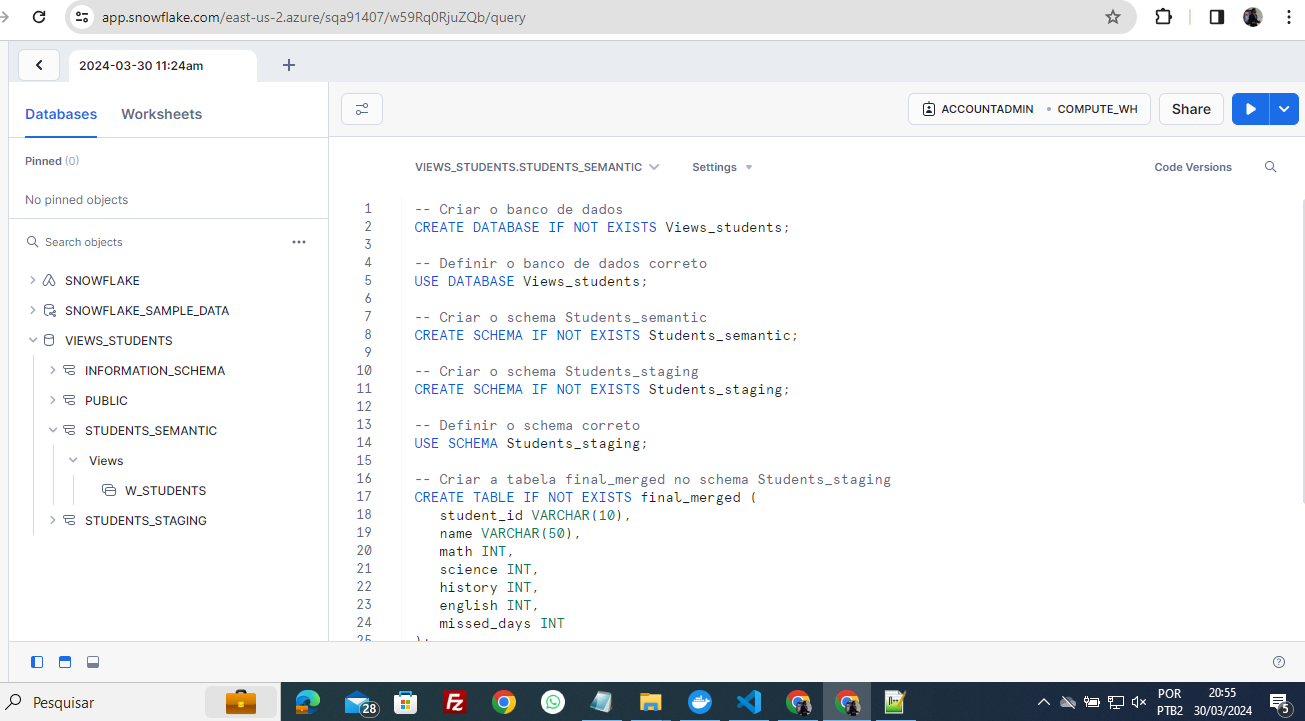 app.snowflake.com/east-us-2.azure/sqa91407/w59Rq0RjuZQb/query
2024-03-30 11:24am
Databases
Worksheets
ACCOUNTADMIN • COMPUTE_WH
Share
Pinned (0)
No pinned objects
Search objects
SNOWFLAKE
SNOWFLAKE_SAMPLE_DATA
VIEWS_STUDENTS
INFORMATION_SCHEMA
PUBLIC
STUDENTS_SEMANTIC
Views
W_STUDENTS
STUDENTS_STAGING
VIEWS_STUDENTS.STUDENTS_SEMANTIC
Settings
Code Versions
1 -- Criar o banco de dados
2 CREATE DATABASE IF NOT EXISTS Views_students;
3
4 -- Definir o banco de dados correto
5 USE DATABASE Views_students;
6
7 -- Criar o schema Students_semantic
8 CREATE SCHEMA IF NOT EXISTS Students_semantic;
9
10 -- Criar o schema Students_staging
11 CREATE SCHEMA IF NOT EXISTS Students_staging;
12
13 -- Definir o schema correto
14 USE SCHEMA Students_staging;
15
16 -- Criar a tabela final_merged no schema Students_staging
17 CREATE TABLE IF NOT EXISTS final_merged (
18 student_id VARCHAR(10),
19 name VARCHAR(50),
20 math INT,
21 science INT,
22 history INT,
23 english INT,
24 missed_days INT
25 );
Pesquisar
28
POR
PTB2
20:55
30/03/2024
5